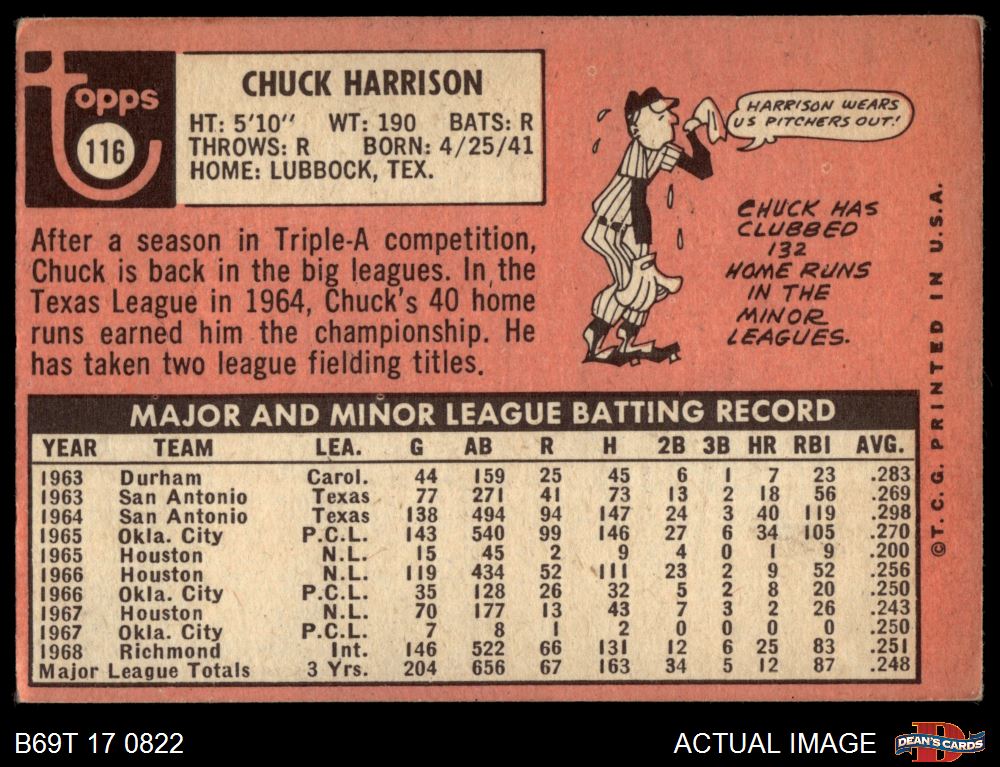 topps
116
CHUCK HARRISON
HT: 5'10" WT: 190 BATS: R
THROWS: R BORN: 4/25/41
HOME: LUBBOCK, TEX.
After a season in Triple-A competition,
Chuck is back in the big leagues. In the
Texas League in 1964, Chuck's 40 home
runs earned him the championship. He
has taken two league fielding titles.
HARRISON WEARS
US PITCHERS OUT!
CHUCK HAS
CLUBBED
132
HOME RUNS
IN THE
MINOR
LEAGUES.
©T.C.G. PRINTED IN U.S.A.
MAJOR AND MINOR LEAGUE BATTING RECORD
YEAR TEAM LEA. G AB R H 2B 3B HR RBI AVG.
1963 Durham Carol. 44 159 25 45 6 1 7 23 .283
1963 San Antonio Texas 77 271 41 73 13 2 18 56 .269
1964 San Antonio Texas 138 494 94 147 24 3 40 119 .298
1965 Okla. City P.C.L. 143 540 99 146 27 6 34 105 .270
1965 Houston N.L. 15 45 2 9 4 0 1 9 .200
1966 Houston N.L. 119 434 52 111 23 2 9 52 .256
1966 Okla. City P.C.L. 35 128 26 32 5 2 8 20 .250
1967 Houston N.L. 70 177 13 43 7 3 2 26 .243
1967 Okla. City P.C.L. 7 8 1 2 0 0 0 0 .250
1968 Richmond Int. 146 522 66 131 12 6 25 83 .251
Major League Totals 3 Yrs. 204 656 67 163 34 5 12 87 .248
B69T 17 0822
ACTUAL IMAGE
D
DEAN'S CARDS